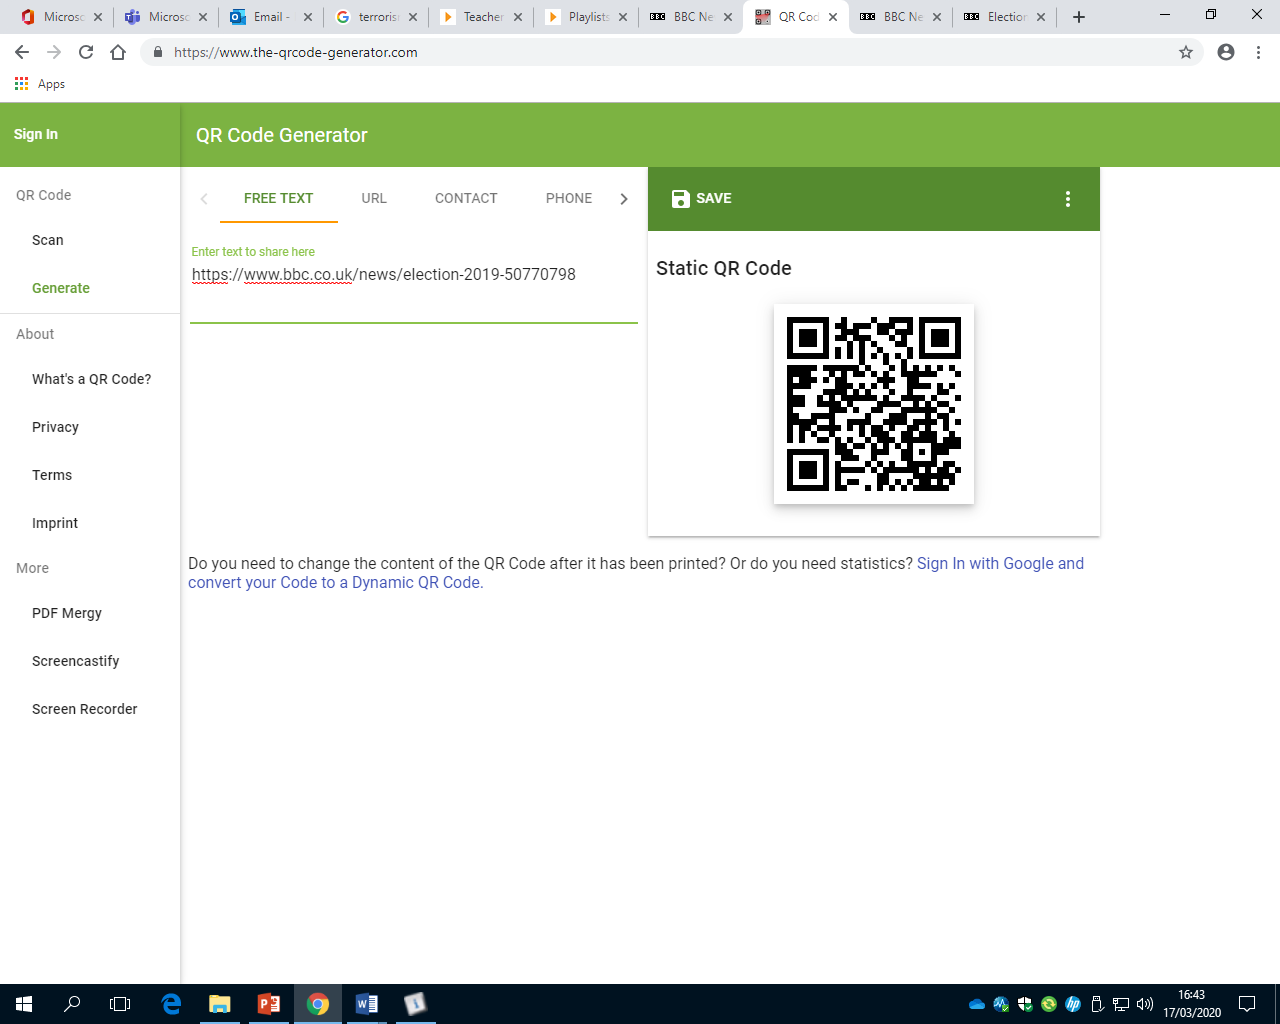 Microso
Microso
Email -
terroris
Teacher
Playlists
BBC Ne
QR Cod
BBC Ne
Election
https://www.the-qrcode-generator.com
Apps
Sign In
QR Code Generator
QR Code
Scan
Generate
About
What's a QR Code?
Privacy
Terms
Imprint
More
PDF Mergy
Screencastify
Screen Recorder
FREE TEXT
URL
CONTACT
PHONE
Enter text to share here
https://www.bbc.co.uk/news/election-2019-50770798
SAVE
Static QR Code
Do you need to change the content of the QR Code after it has been printed? Or do you need statistics? Sign In with Google and
convert your Code to a Dynamic QR Code.
16:43
17/03/2020